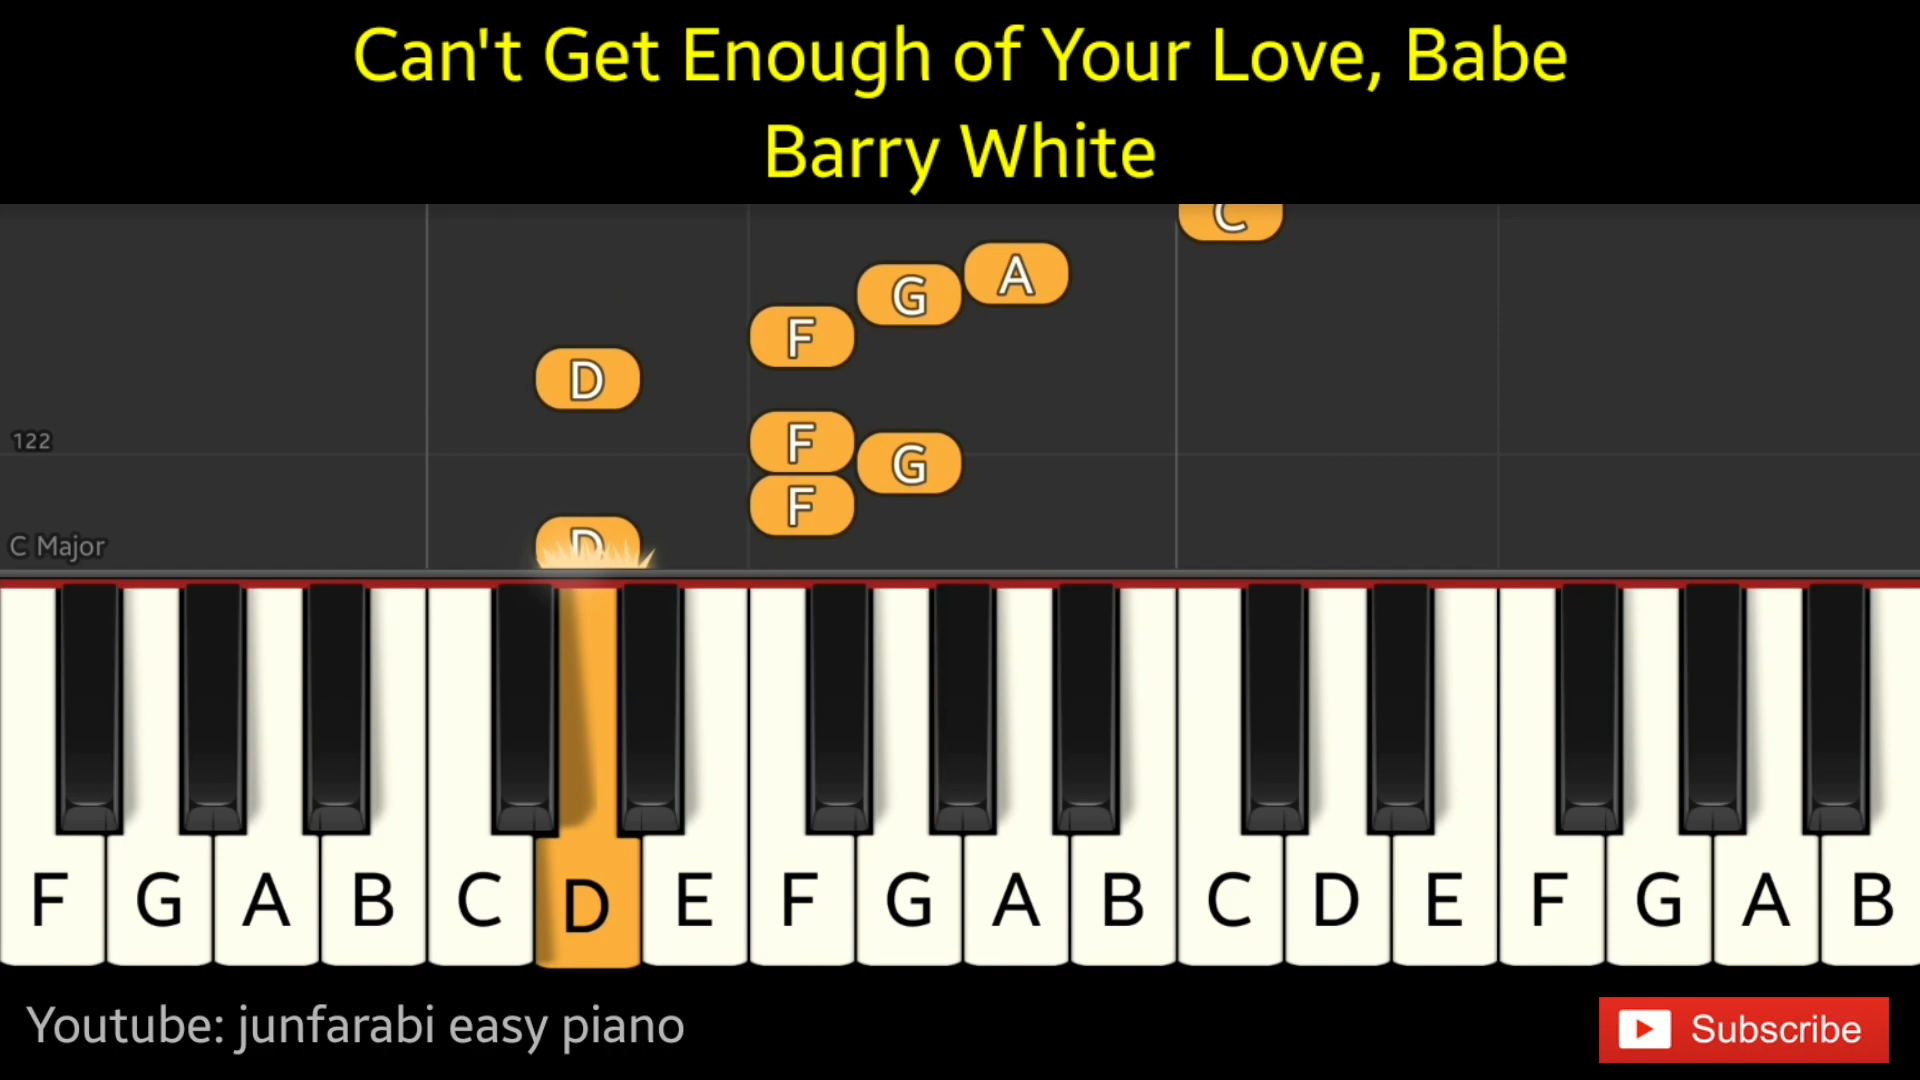 Can't Get Enough of Your Love, Babe
Barry White
C
A
G
F
D
122
F
G
F
C Major
D
F G A B C D E F G A B C D E F G A B
Youtube: junfarabi easy piano
Subscribe